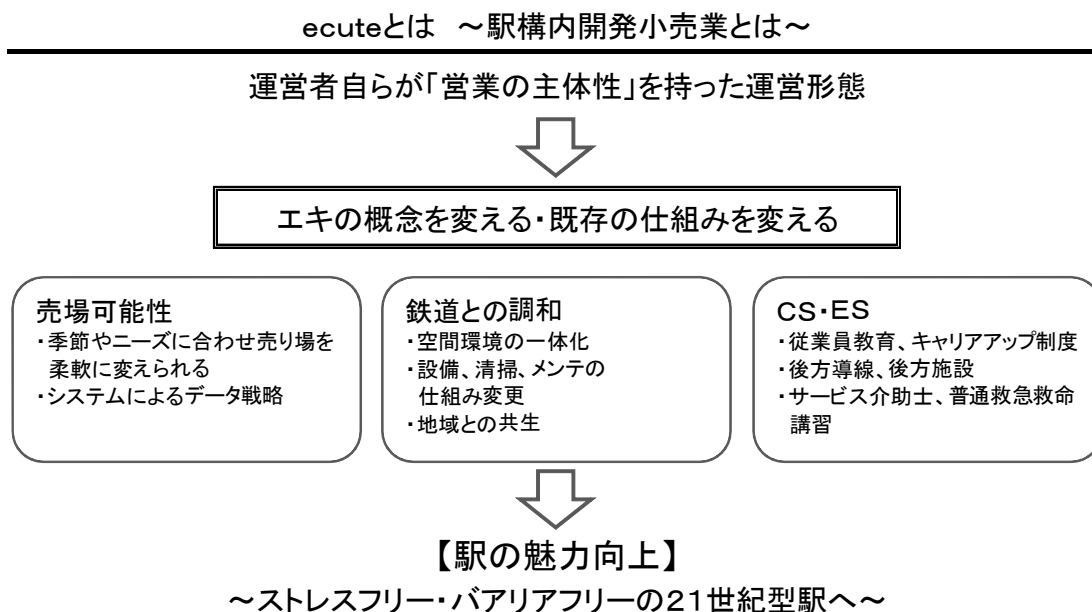 ecuteとは　～駅構内開発小売業とは～
運営者自らが「営業の主体性」を持った運営形態
エキの概念を変える・既存の仕組みを変える
売場可能性
・季節やニーズに合わせ売り場を
柔軟に変えられる
・システムによるデータ戦略
鉄道との調和
・空間環境の一体化
・設備、清掃、メンテの
仕組み変更
・地域との共生
CS・ES
・従業員教育、キャリアアップ制度
・後方導線、後方施設
・サービス介助士、普通救急救命
講習
【駅の魅力向上】
～ストレスフリー・バアリアフリーの21世紀型駅へ～